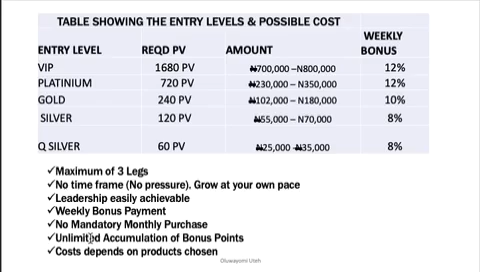 TABLE SHOWING THE ENTRY LEVELS & POSSIBLE COST
ENTRY LEVEL REQD PV AMOUNT WEEKLY BONUS
VIP 1680 PV ₦700,000 –N800,000 12%
PLATINIUM 720 PV ₦230,000 – N350,000 12%
GOLD 240 PV ₦102,000 – N180,000 10%
SILVER 120 PV ₦55,000 – N70,000 8%
Q SILVER 60 PV ₦25,000 -₦35,000 8%
✓Maximum of 3 Legs
✓No time frame (No pressure). Grow at your own pace
✓Leadership easily achievable
✓Weekly Bonus Payment
✓No Mandatory Monthly Purchase
✓Unlimited Accumulation of Bonus Points
✓Costs depends on products chosen
Oluwayomi Utah